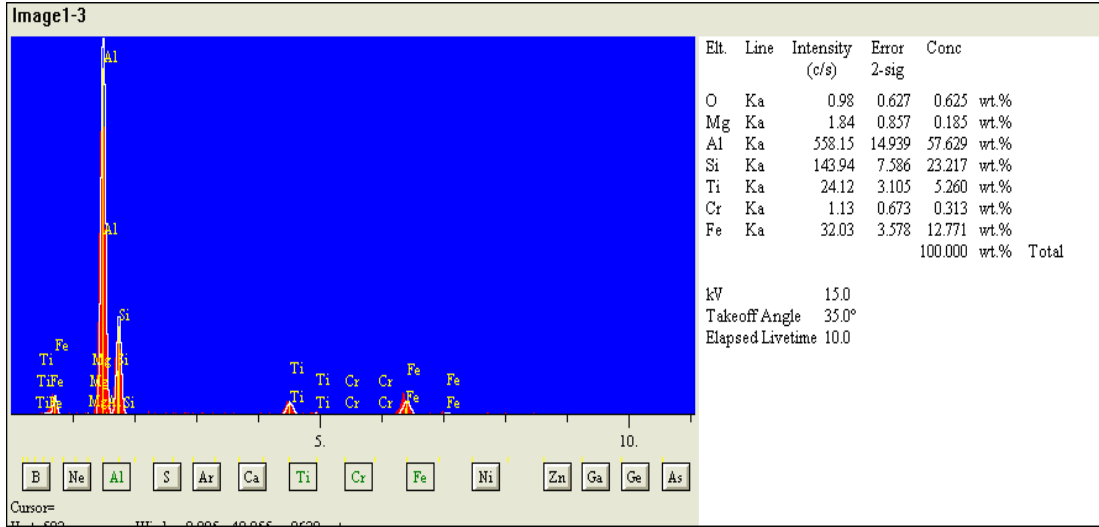 Image1-3
Elt. Line Intensity Error Conc
(c/s) 2-sig
O Ka 0.98 0.627 0.625 wt.%
Mg Ka 1.84 0.857 0.185 wt.%
Al Ka 558.15 14.939 57.629 wt.%
Si Ka 143.94 7.586 23.217 wt.%
Ti Ka 24.12 3.105 5.260 wt.%
Cr Ka 1.13 0.673 0.313 wt.%
Fe Ka 32.03 3.578 12.771 wt.%
100.000 wt.% Total
kV 15.0
Takeoff Angle 35.0°
Elapsed Livetime 10.0
Al
Al
Si
Fe
Ti Mg Si Ti Fe
Ti Fe Mg Ti Cr Cr Fe
Ti Mg Si Ti Ti Cr Cr Fe Fe
5. 10.
B Ne Al S Ar Ca Ti Cr Fe Ni Zn Ga Ge As
Cursor=